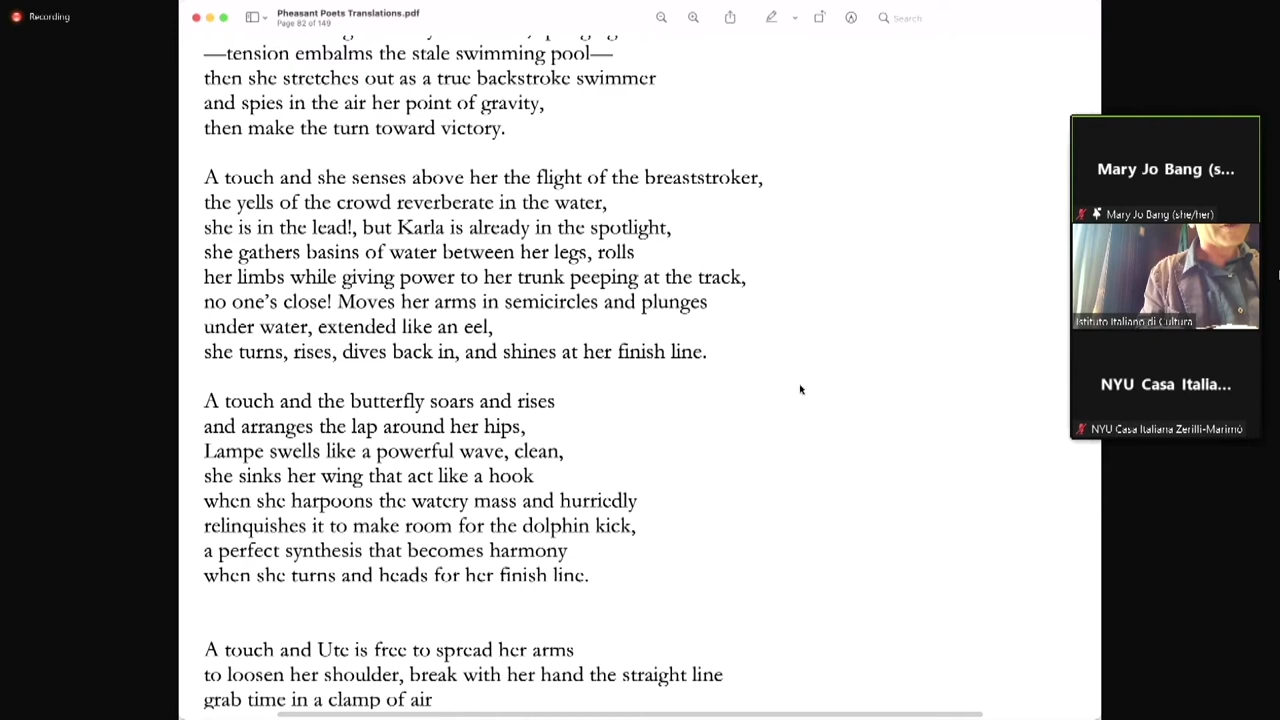 Recording
Pheasant Poets Translations.pdf
Page 82 of 149
Search
—tension embalms the stale swimming pool—
then she stretches out as a true backstroke swimmer
and spies in the air her point of gravity,
then make the turn toward victory.
A touch and she senses above her the flight of the breaststroker,
the yells of the crowd reverberate in the water,
she is in the lead!, but Karla is already in the spotlight,
she gathers basins of water between her legs, rolls
her limbs while giving power to her trunk peeping at the track,
no one's close! Moves her arms in semicircles and plunges
under water, extended like an eel,
she turns, rises, dives back in, and shines at her finish line.
A touch and the butterfly soars and rises
and arranges the lap around her hips,
Lampe swells like a powerful wave, clean,
she sinks her wing that act like a hook
when she harpoons the watery mass and hurriedly
relinquishes it to make room for the dolphin kick,
a perfect synthesis that becomes harmony
when she turns and heads for her finish line.
A touch and Ute is free to spread her arms
to loosen her shoulder, break with her hand the straight line
grab time in a clamp of air
Mary Jo Bang (s...
Mary Jo Bang (she/her)
Istituto Italiano di Cultura
NYU Casa Italia...
NYU Casa Italiana Zerilli-Marimò